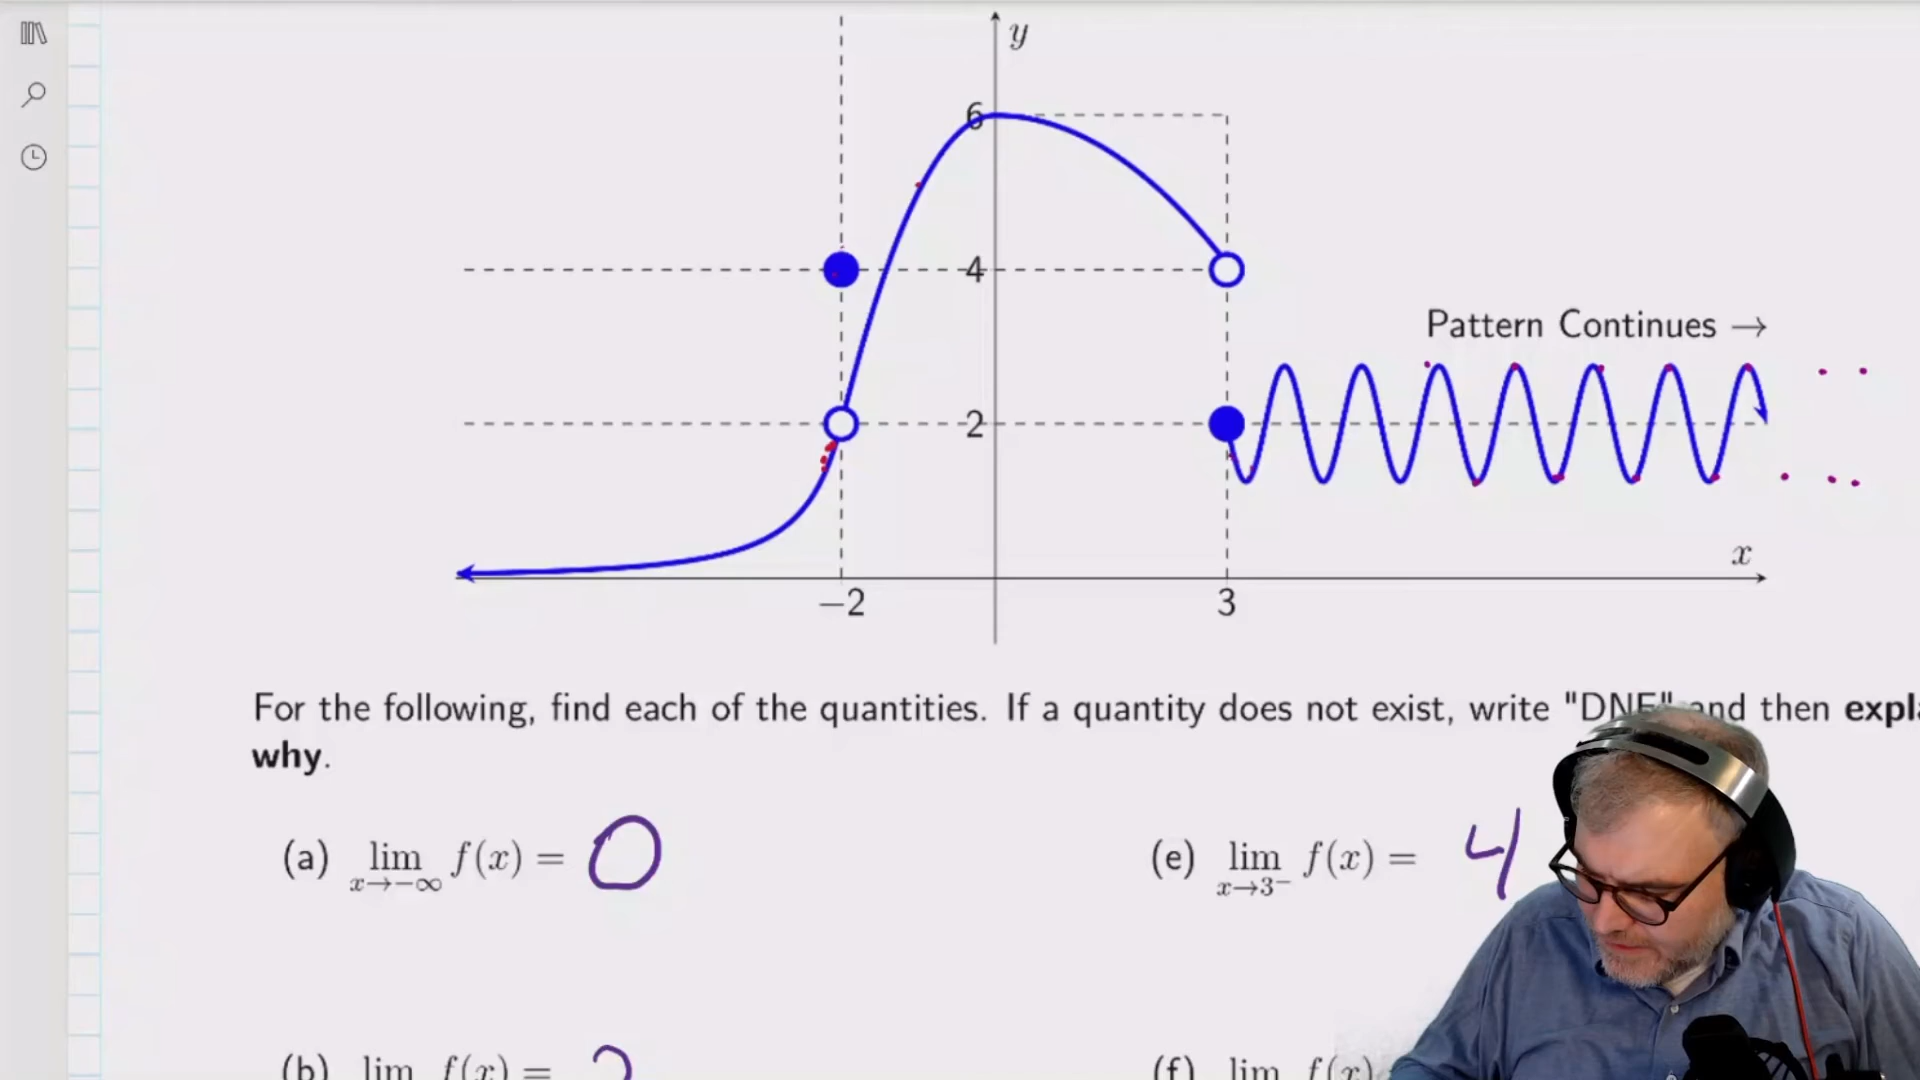 y
6
4
Pattern Continues →
2
x
−2 3
For the following, find each of the quantities. If a quantity does not exist, write "DNE" and then expl
why.
(a) lim f(x) = 0
x→−∞
(e) lim f(x) = 4
x→3⁻
(b) lim f(x) = 2
(f) lim f(x)